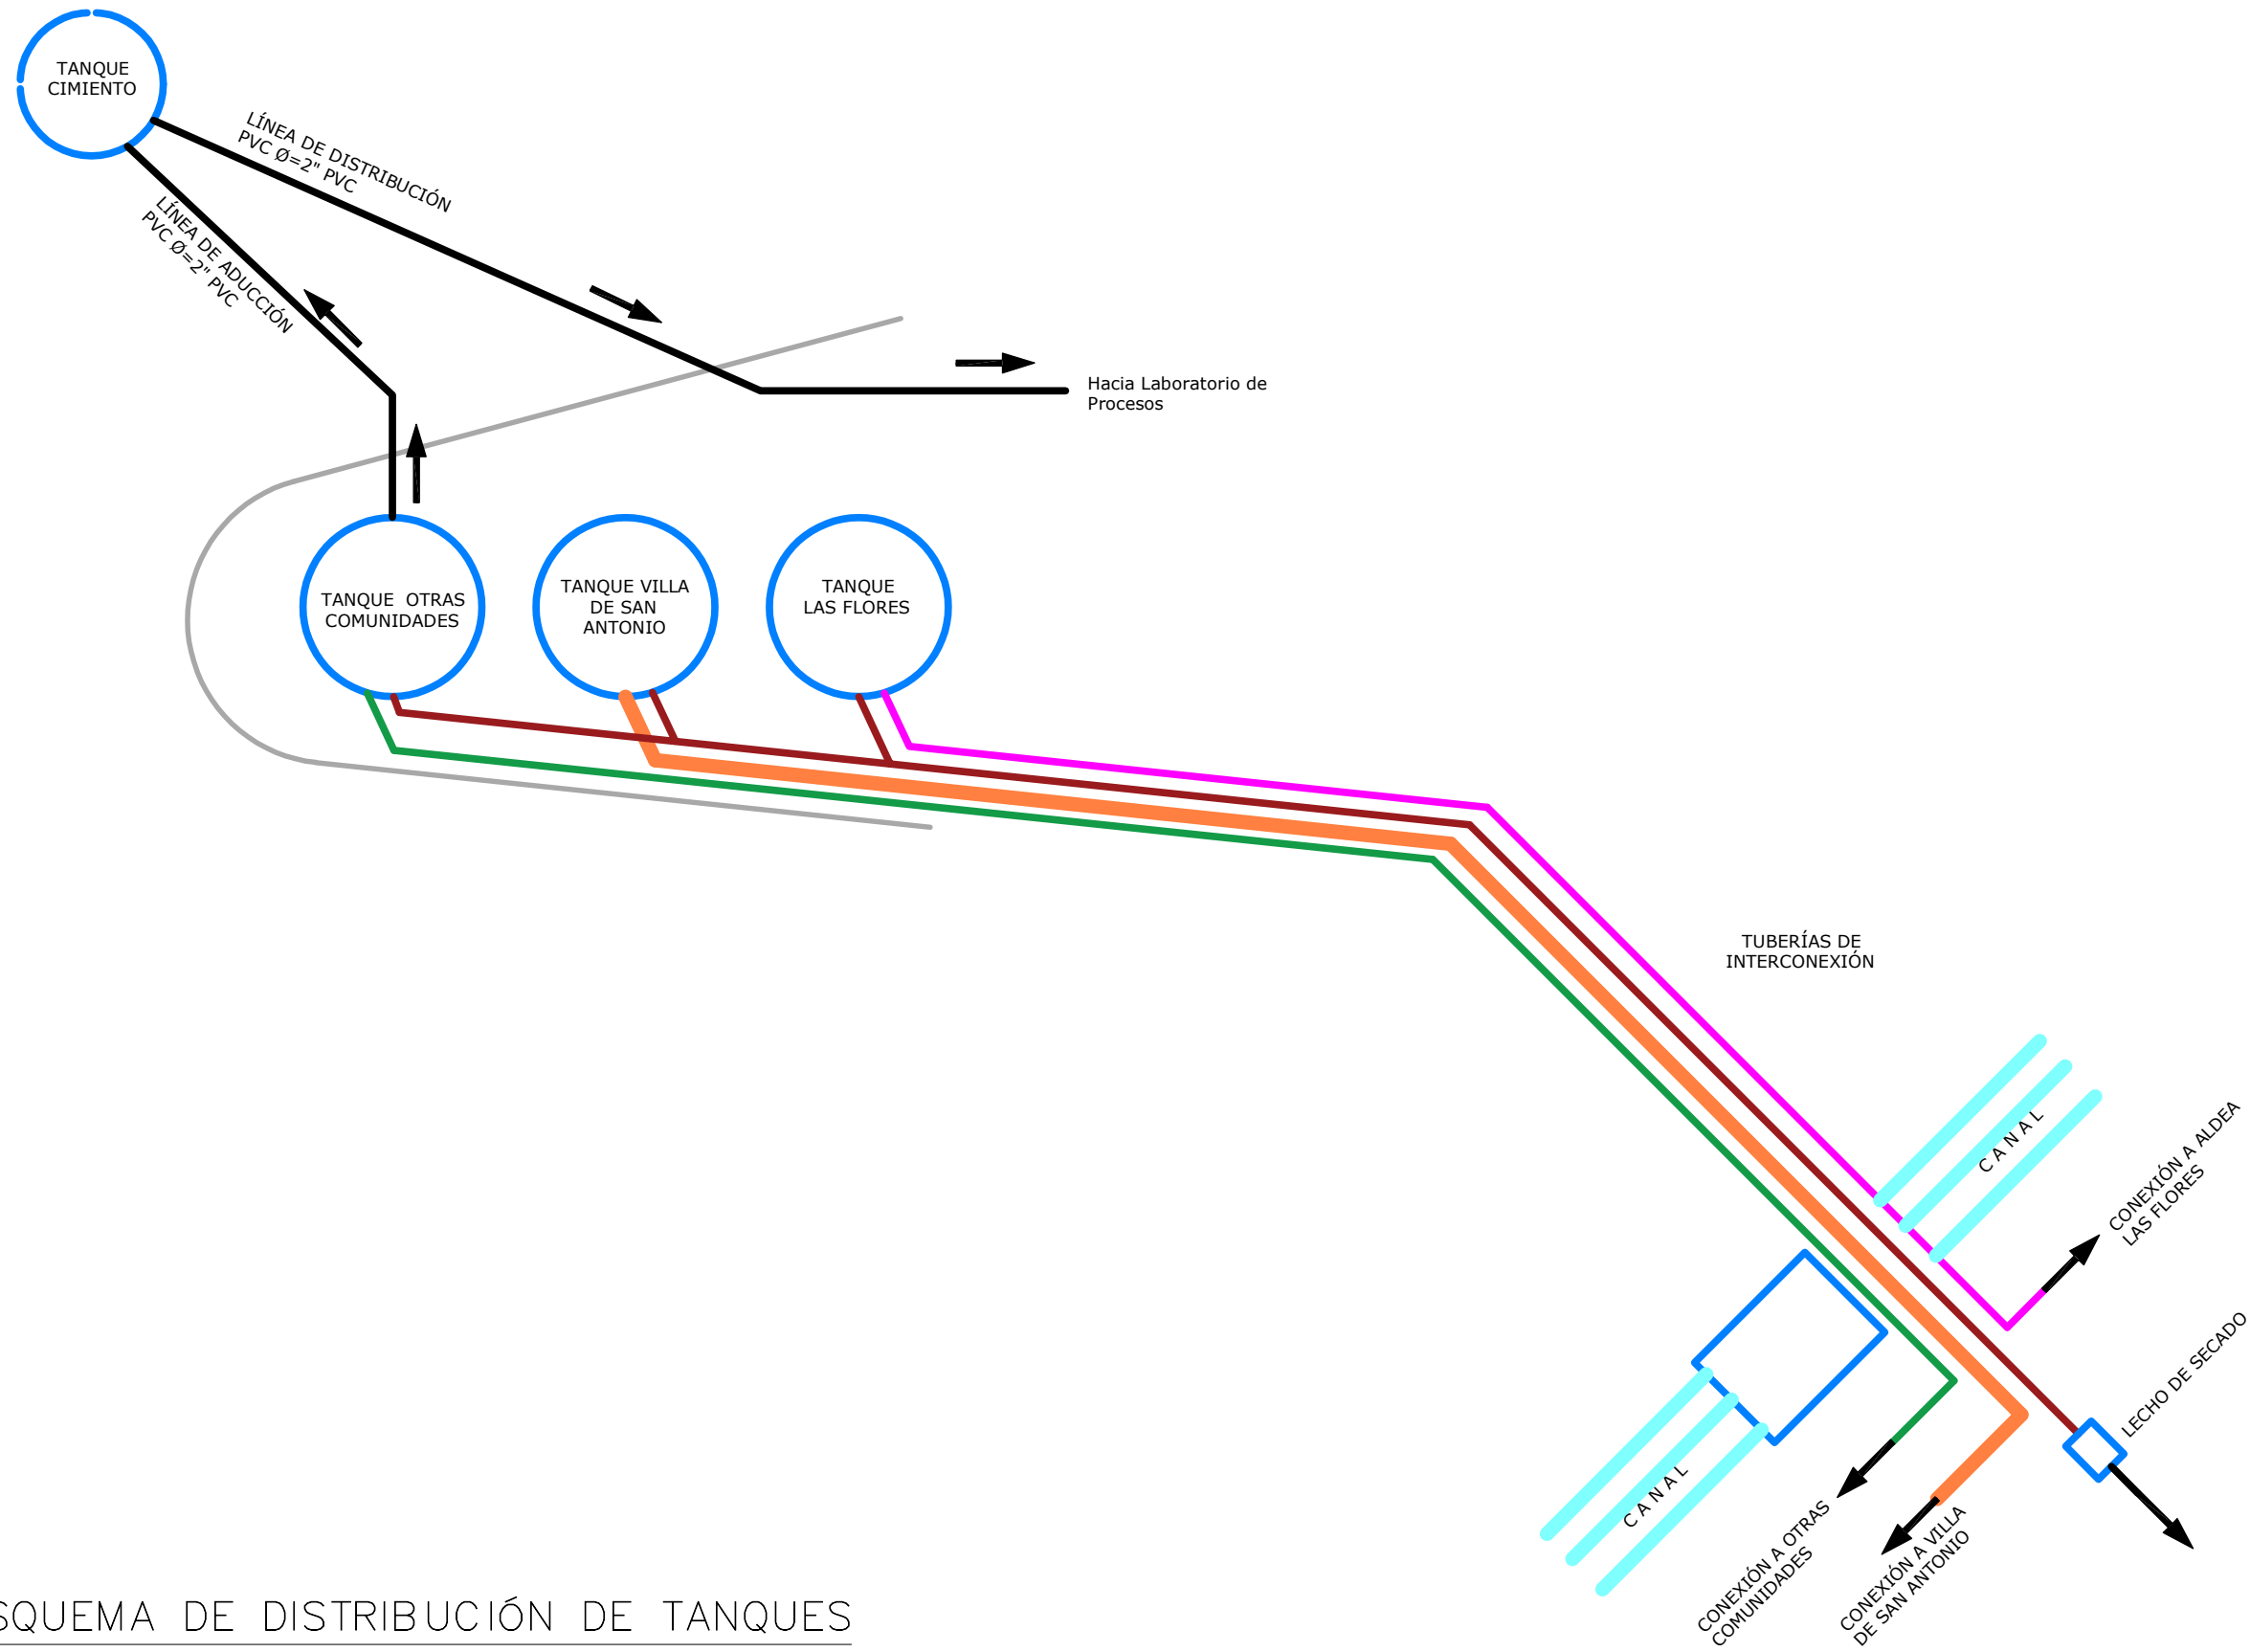 TANQUE
CIMIENTO
LÍNEA DE DISTRIBUCIÓN
PVC Ø=2" PVC
LÍNEA DE ADUCCIÓN
PVC Ø=2" PVC
Hacia Laboratorio de
Procesos
TANQUE OTRAS
COMUNIDADES
TANQUE VILLA
DE SAN
ANTONIO
TANQUE
LAS FLORES
TUBERÍAS DE
INTERCONEXIÓN
C A N A L
CONEXIÓN A ALDEA
LAS FLORES
LECHO DE SECADO
C A N A L
CONEXIÓN A OTRAS
COMUNIDADES
CONEXIÓN A VILLA
DE SAN ANTONIO
SQUEMA DE DISTRIBUCIÓN DE TANQUES